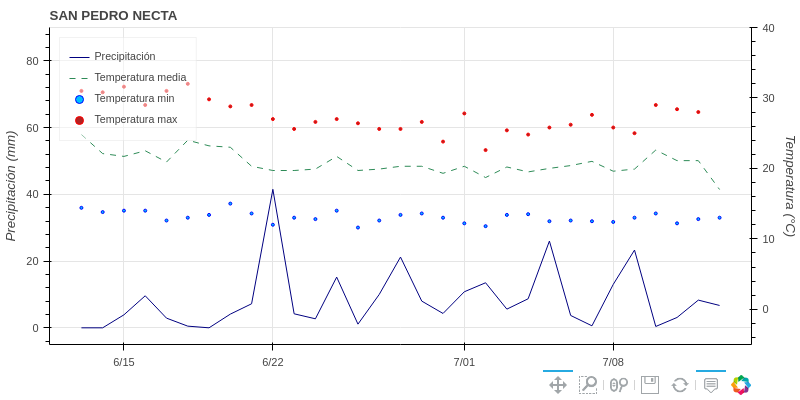 SAN PEDRO NECTA
Precipitación
Temperatura media
Temperatura min
Temperatura max
Precipitación (mm)
80
60
40
20
0
Temperatura (°C)
40
30
20
10
0
6/15
6/22
7/01
7/08